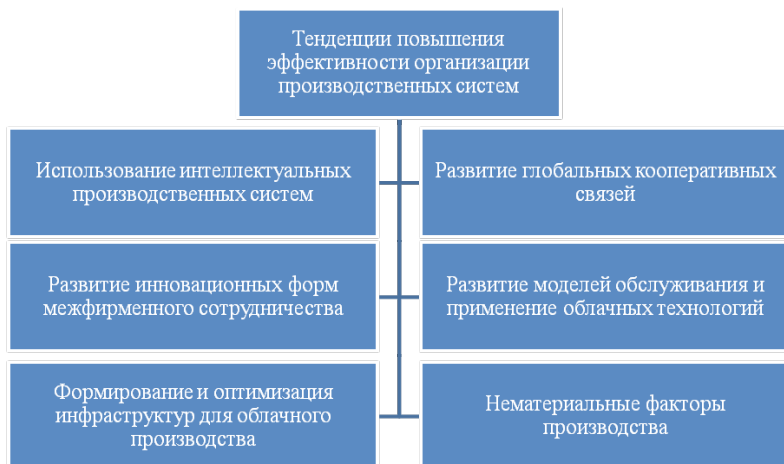 Тенденции повышения
эффективности организации
производственных систем
Использование интеллектуальных
производственных систем
Развитие глобальных кооперативных
связей
Развитие инновационных форм
межфирменного сотрудничества
Развитие моделей обслуживания и
применение облачных технологий
Формирование и оптимизация
инфраструктур для облачного
производства
Нематериальные факторы
производства